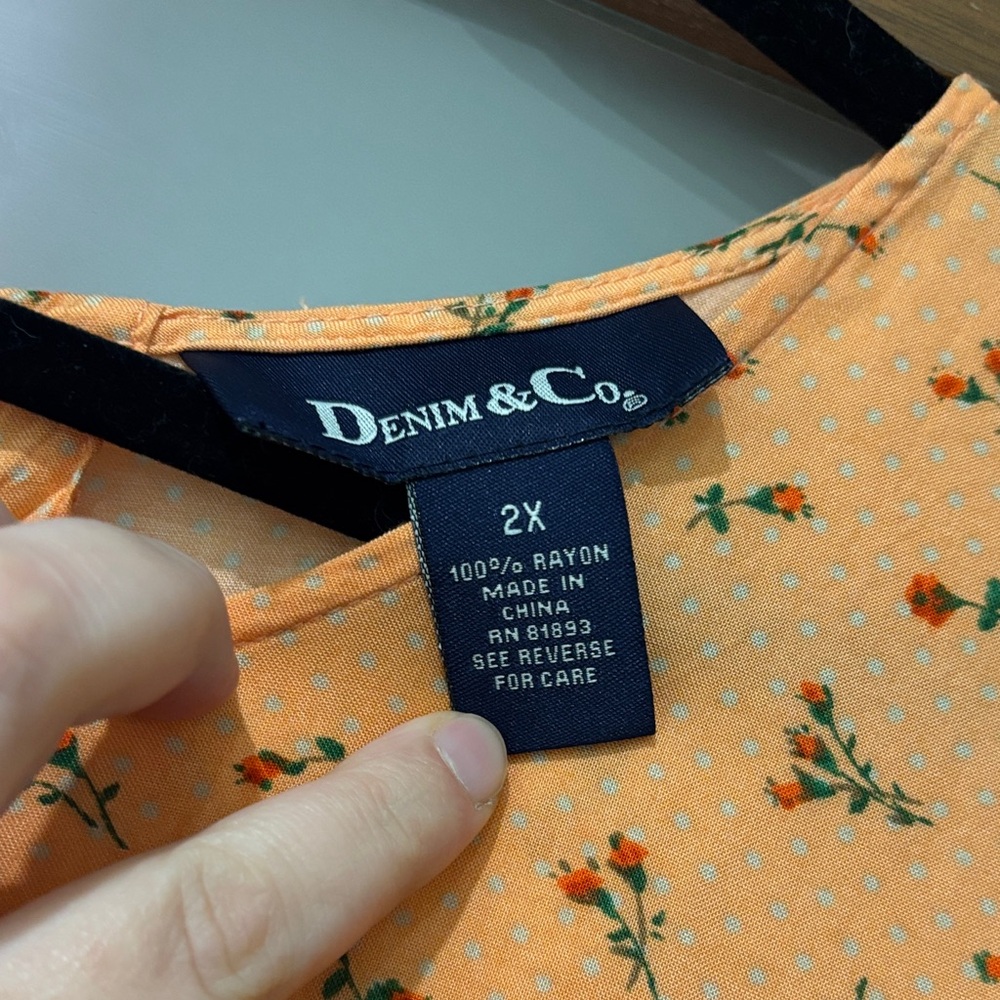 DENIM & CO.
2X
100% RAYON
MADE IN
CHINA
RN 81893
SEE REVERSE
FOR CARE